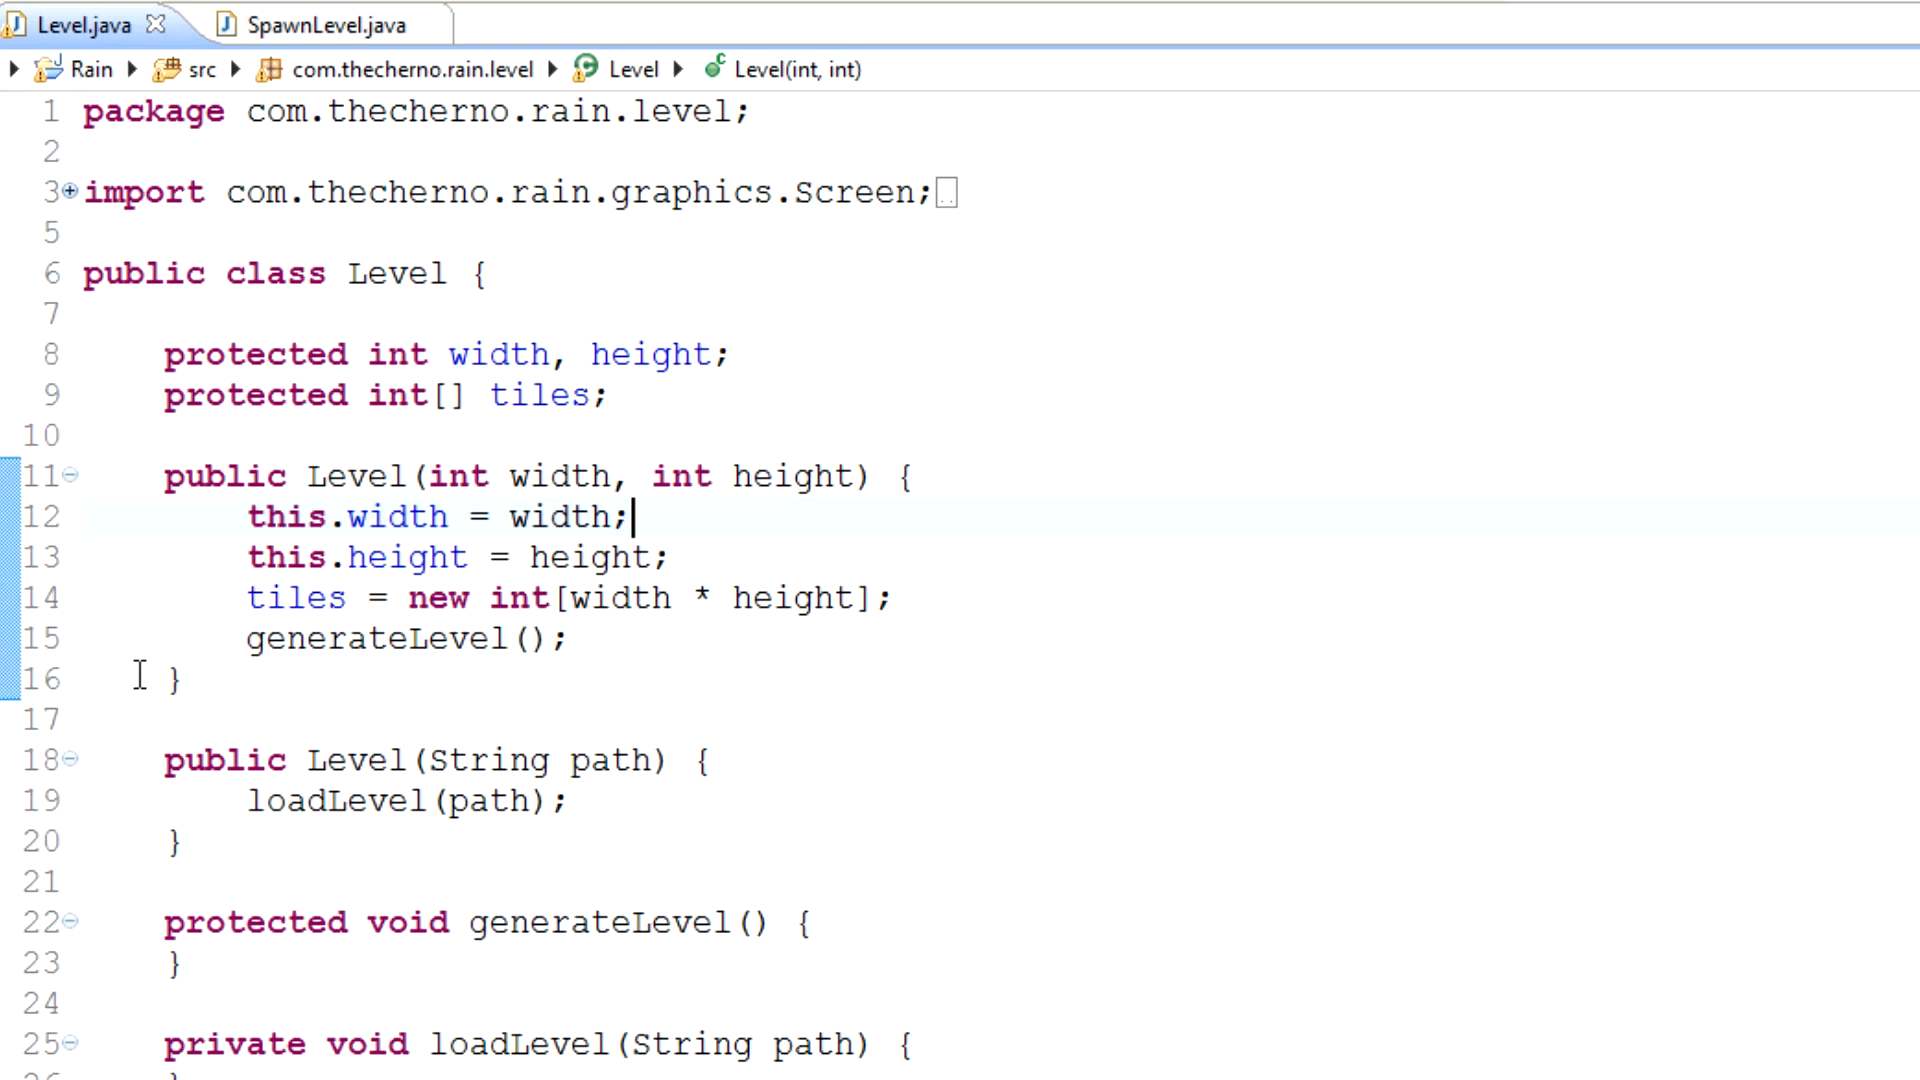 Level.java SpawnLevel.java
Rain src com.thecherno.rain.level Level Level(int, int)
1 package com.thecherno.rain.level;
2
3 import com.thecherno.rain.graphics.Screen;
5
6 public class Level {
7
8 protected int width, height;
9 protected int[] tiles;
10
11 public Level(int width, int height) {
12 this.width = width;
13 this.height = height;
14 tiles = new int[width * height];
15 generateLevel();
16 }
17
18 public Level(String path) {
19 loadLevel(path);
20 }
21
22 protected void generateLevel() {
23 }
24
25 private void loadLevel(String path) {